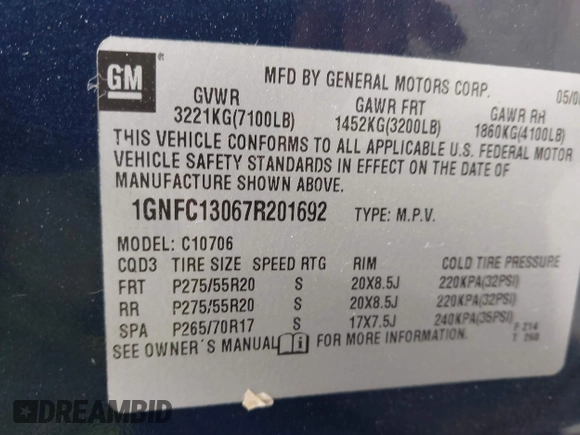 GM
MFD BY GENERAL MOTORS CORP.
GVWR GAWR FRT GAWR RR
3221KG(7100LB) 1452KG(3200LB) 1860KG(4100LB)
THIS VEHICLE CONFORMS TO ALL APPLICABLE U.S. FEDERAL MOTOR
VEHICLE SAFETY STANDARDS IN EFFECT ON THE DATE OF
MANUFACTURE SHOWN ABOVE.
1GNFC13067R201692 TYPE: M.P.V.
MODEL: C10706
CQD3 TIRE SIZE SPEED RTG RIM COLD TIRE PRESSURE
FRT P275/55R20 S 20X8.5J 220KPA(32PSI)
RR P275/55R20 S 20X8.5J 220KPA(32PSI)
SPA P265/70R17 S 17X7.5J 240KPA(35PSI)
SEE OWNER'S MANUAL i FOR MORE INFORMATION.
F 214
T 260
DREAMBID